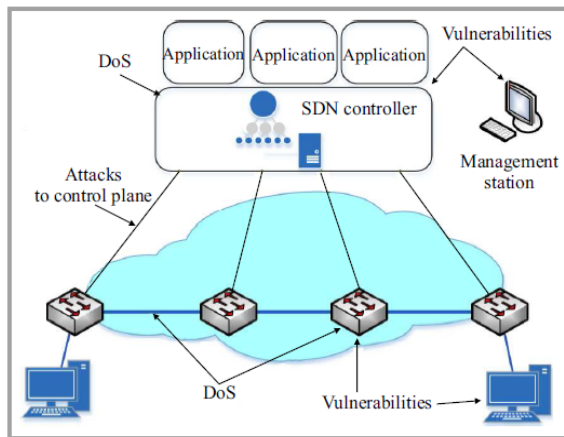 Application Application Application
Vulnerabilities
DoS
SDN controller
Management
station
Attacks
to control plane
DoS
Vulnerabilities